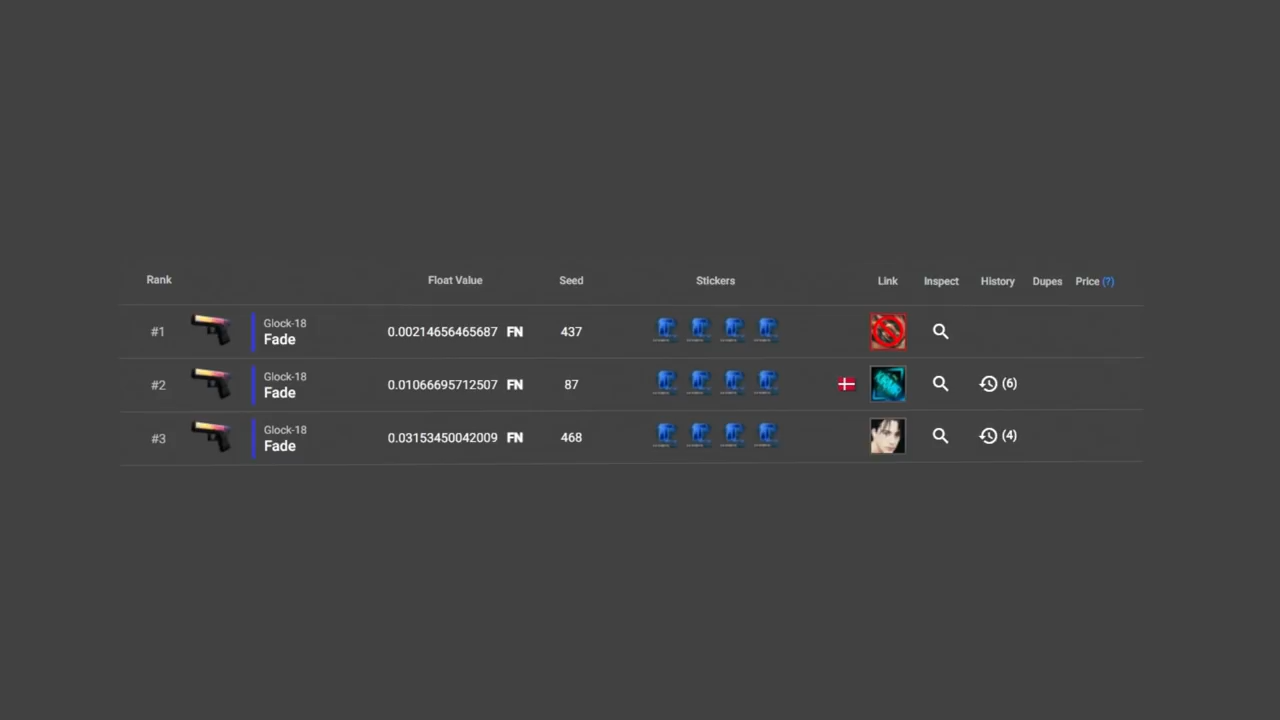 Rank Float Value Seed Stickers Link Inspect History Dupes Price (?)
#1 Glock-18 Fade 0.00214656465687 FN 437
#2 Glock-18 Fade 0.01066695712507 FN 87 (6)
#3 Glock-18 Fade 0.03153450042009 FN 468 (4)